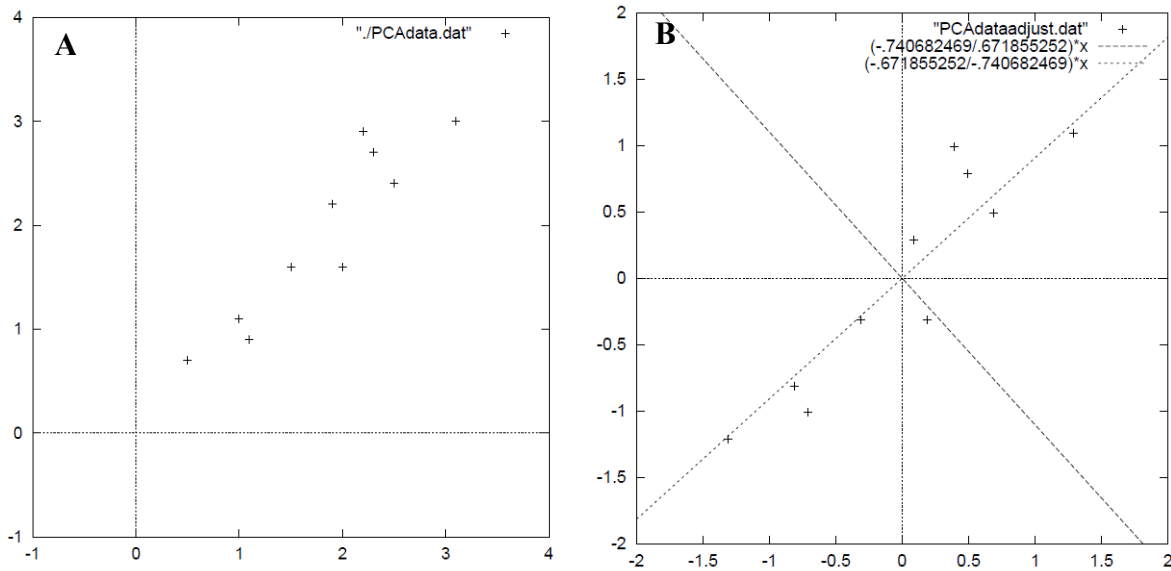 A
"./PCAdata.dat"
4
3
2
1
0
-1
-1 0 1 2 3 4
B
"PCAdataadjust.dat"
(-.740682469/.671855252)*x
(-.671855252/-.740682469)*x
2
1.5
1
0.5
0
-0.5
-1
-1.5
-2
-2 -1.5 -1 -0.5 0 0.5 1 1.5 2